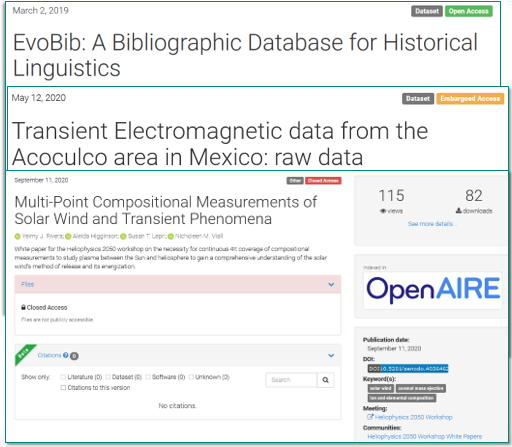 March 2, 2019 Dataset Open Access
EvoBib: A Bibliographic Database for Historical
Linguistics
May 12, 2020 Dataset Embargoed Access
Transient Electromagnetic data from the
Acoculco area in Mexico: raw data
September 11, 2020 Other Closed Access
Multi-Point Compositional Measurements of
Solar Wind and Transient Phenomena
Yeimy J. Rivera; Aleida Higginson; Susan T. Lepri; Nicholeen M. Viall
White paper for the Heliophysics 2050 workshop on the necessity for continuous 4π coverage of compositional
measurements to study plasma between the Sun and heliosphere to gain a comprehensive understanding of the solar
wind's method of release and its energization.
Files
Closed Access
Files are not publicly accessible.
Beta
Citations 0
Show only: Literature (0) Dataset (0) Software (0) Unknown (0)
Citations to this version
Search
No citations.
115 82
views downloads
See more details...
Indexed in
OpenAIRE
Publication date:
September 11, 2020
DOI:
Keyword(s):
solar wind coronal mass ejection
ion and elemental composition
Meeting:
Heliophysics 2050 Workshop
Communities:
Heliophysics 2050 Workshop White Papers